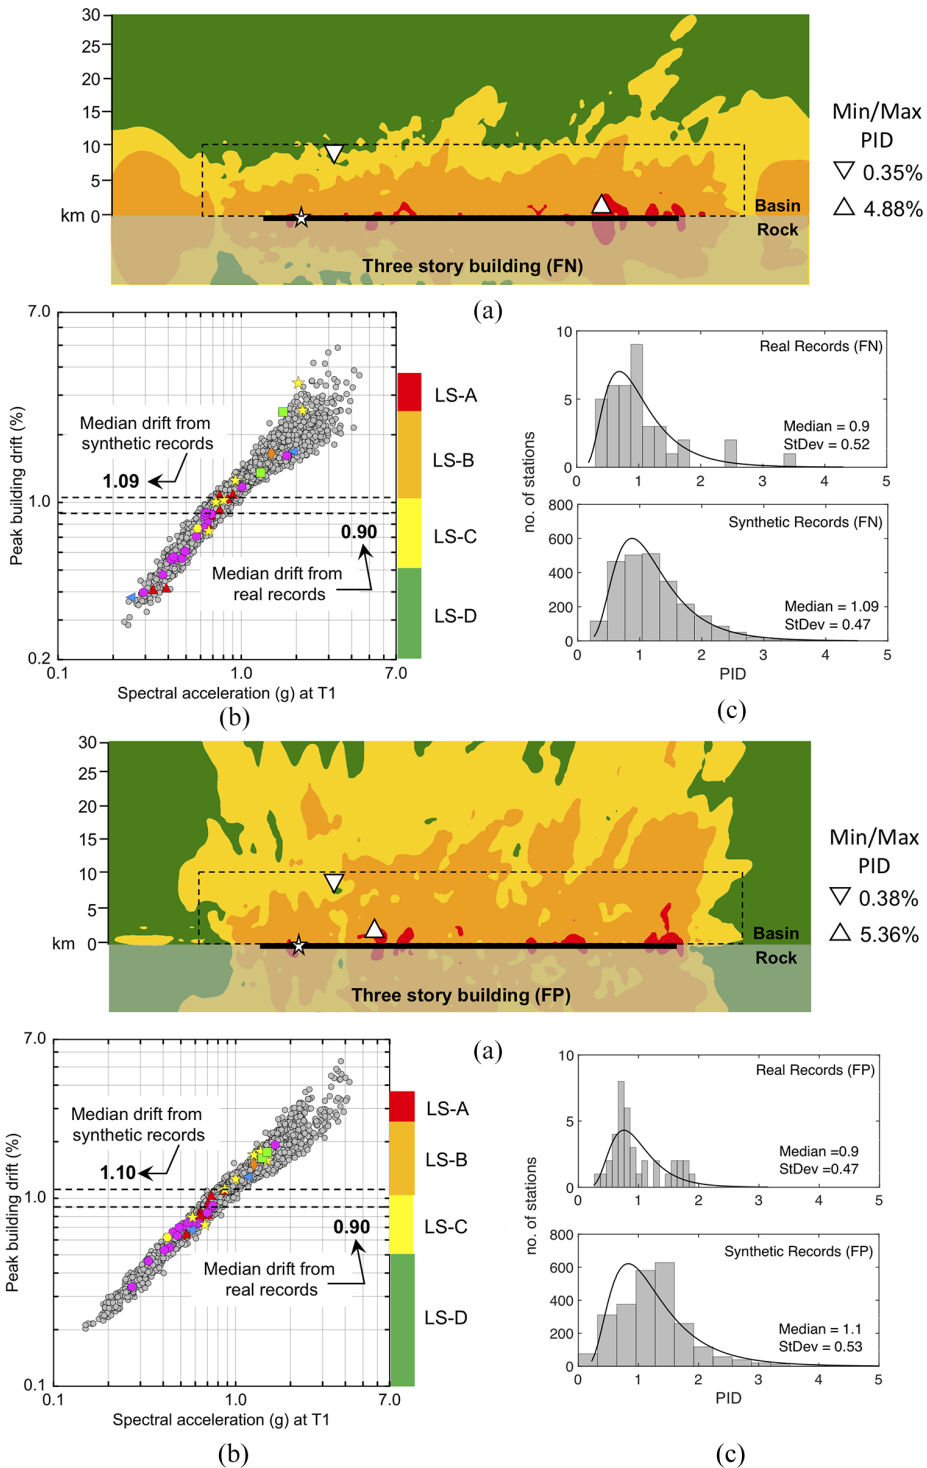 30
25
20
15
10
5
km 0
Basin
Rock
Three story building (FN)
Min/Max
PID
0.35%
4.88%
(a)
7.0
1.0
0.2
Peak building drift (%)
Median drift from
synthetic records
1.09
0.90
Median drift from
real records
LS-A
LS-B
LS-C
LS-D
0.1
1.0
7.0
Spectral acceleration (g) at T1
(b)
10
5
0
Real Records (FN)
Median = 0.9
StDev = 0.52
0 1 2 3 4 5
no. of stations
800
600
400
200
0
Synthetic Records (FN)
Median = 1.09
StDev = 0.47
0 1 2 3 4 5
PID
(c)
30
25
20
15
10
5
km 0
Basin
Rock
Three story building (FP)
Min/Max
PID
0.38%
5.36%
(a)
7.0
1.0
0.1
Peak building drift (%)
Median drift from
synthetic records
1.10
0.90
Median drift from
real records
LS-A
LS-B
LS-C
LS-D
0.1
1.0
7.0
Spectral acceleration (g) at T1
(b)
10
5
0
Real Records (FP)
Median =0.9
StDev =0.47
0 1 2 3 4 5
no. of stations
800
600
400
200
0
Synthetic Records (FP)
Median = 1.1
StDev = 0.53
0 1 2 3 4 5
PID
(c)